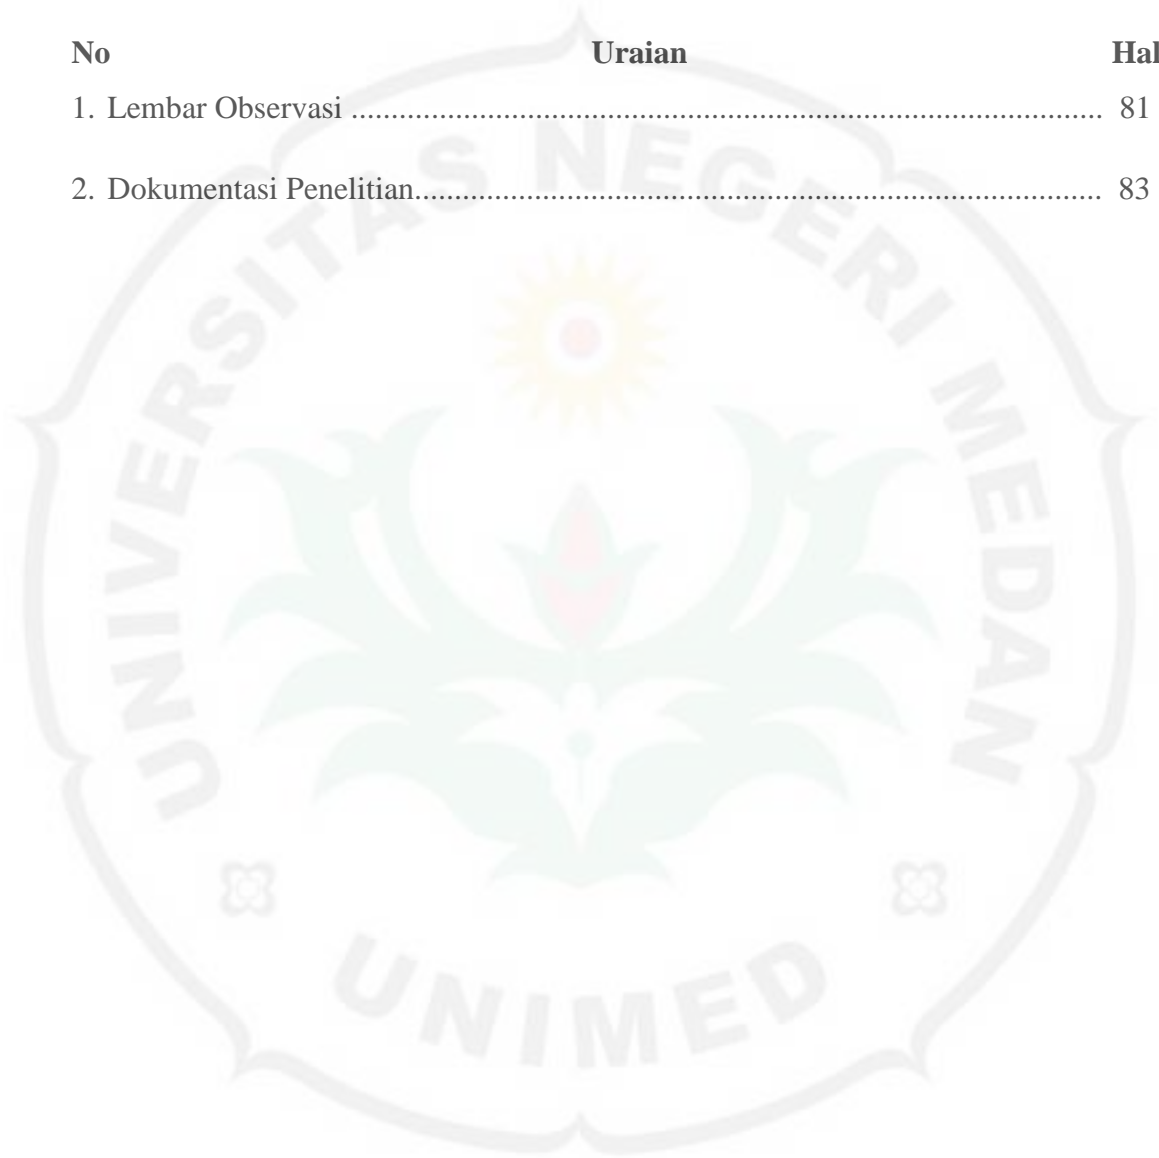 No Uraian Hal
1. Lembar Observasi ........................................................................................... 81
2. Dokumentasi Penelitian................................................................................... 83
UNIVERSITAS NEGERI MEDAN
UNIMED